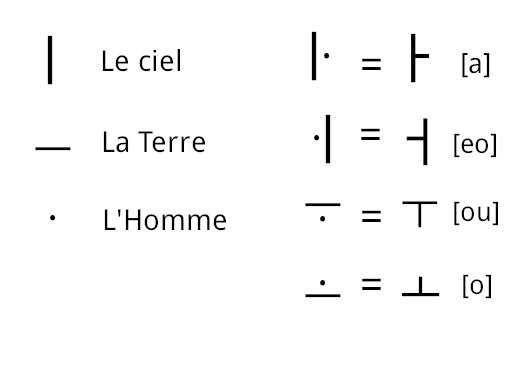 | Le ciel
|· = ㅏ [a]
— La Terre
·| = ㅓ [eo]
· L'Homme
— · = ㅜ [ou]
· — = ㅗ [o]